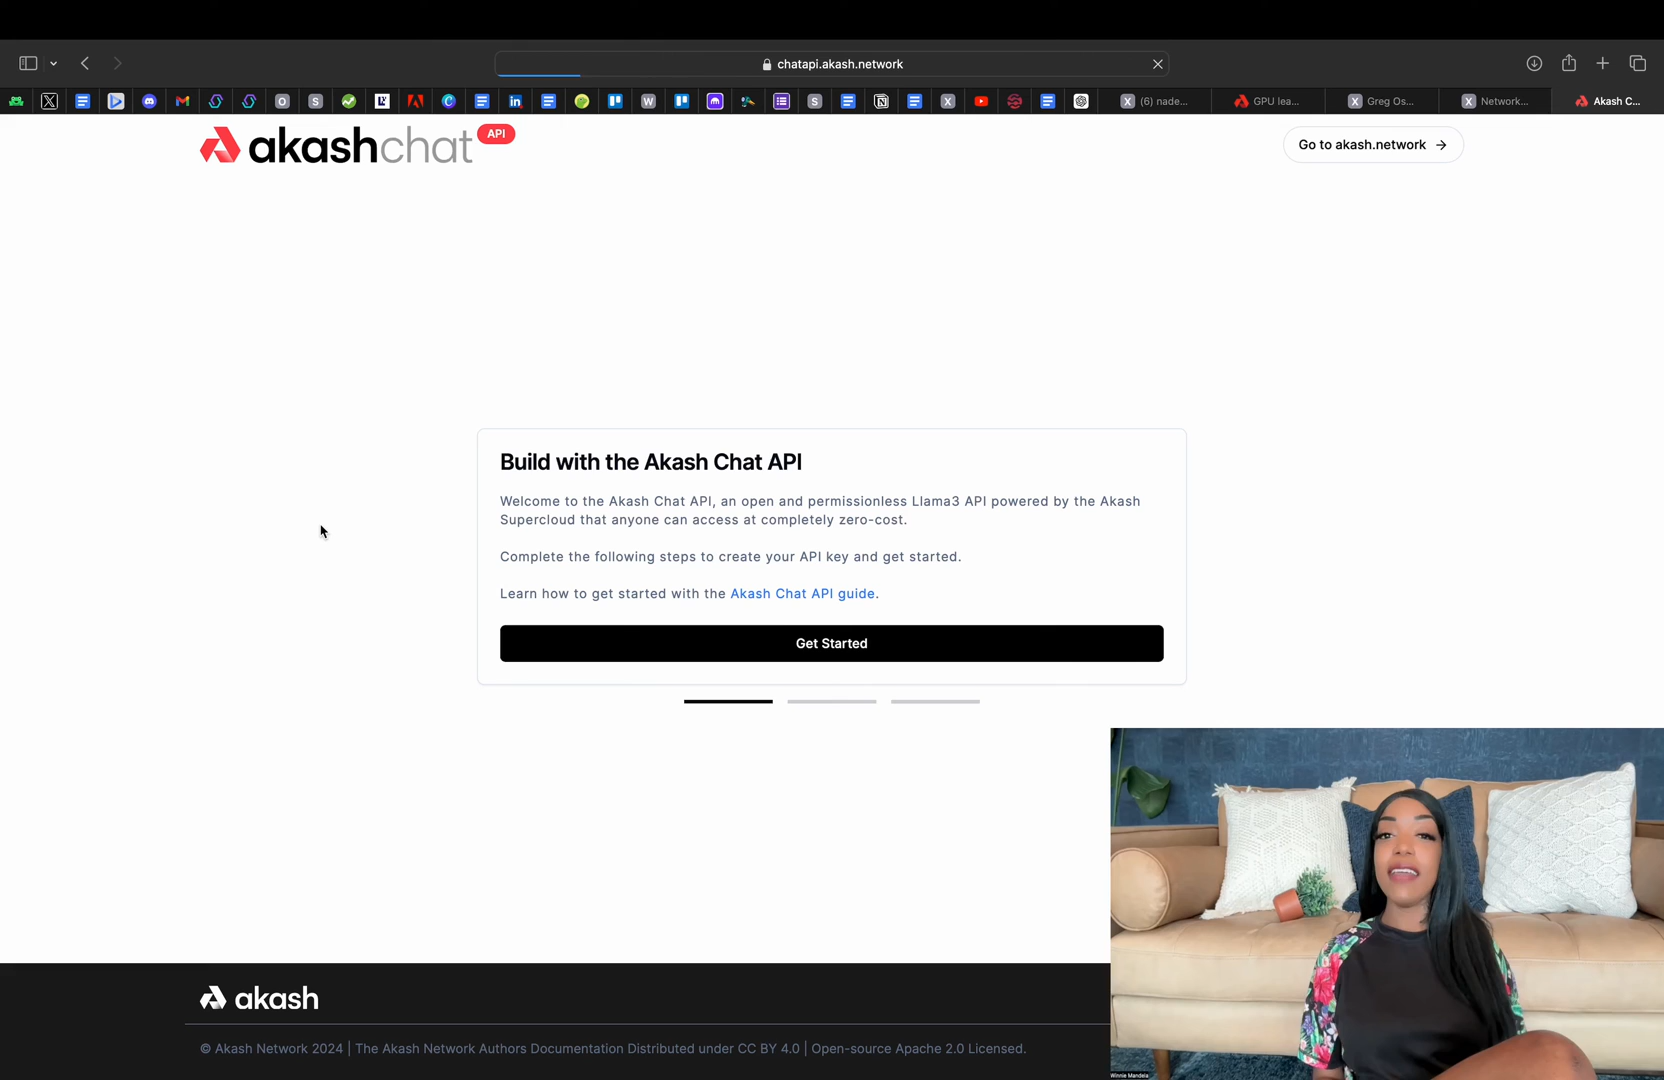 chatapi.akash.network
(6) nade...
GPU lea...
Greg Os...
Network...
Akash C...
akashchat API
Go to akash.network →
Build with the Akash Chat API
Welcome to the Akash Chat API, an open and permissionless Llama3 API powered by the Akash
Supercloud that anyone can access at completely zero-cost.
Complete the following steps to create your API key and get started.
Learn how to get started with the Akash Chat API guide.
Get Started
akash
© Akash Network 2024 | The Akash Network Authors Documentation Distributed under CC BY 4.0 | Open-source Apache 2.0 Licensed.
Winnie Mandela